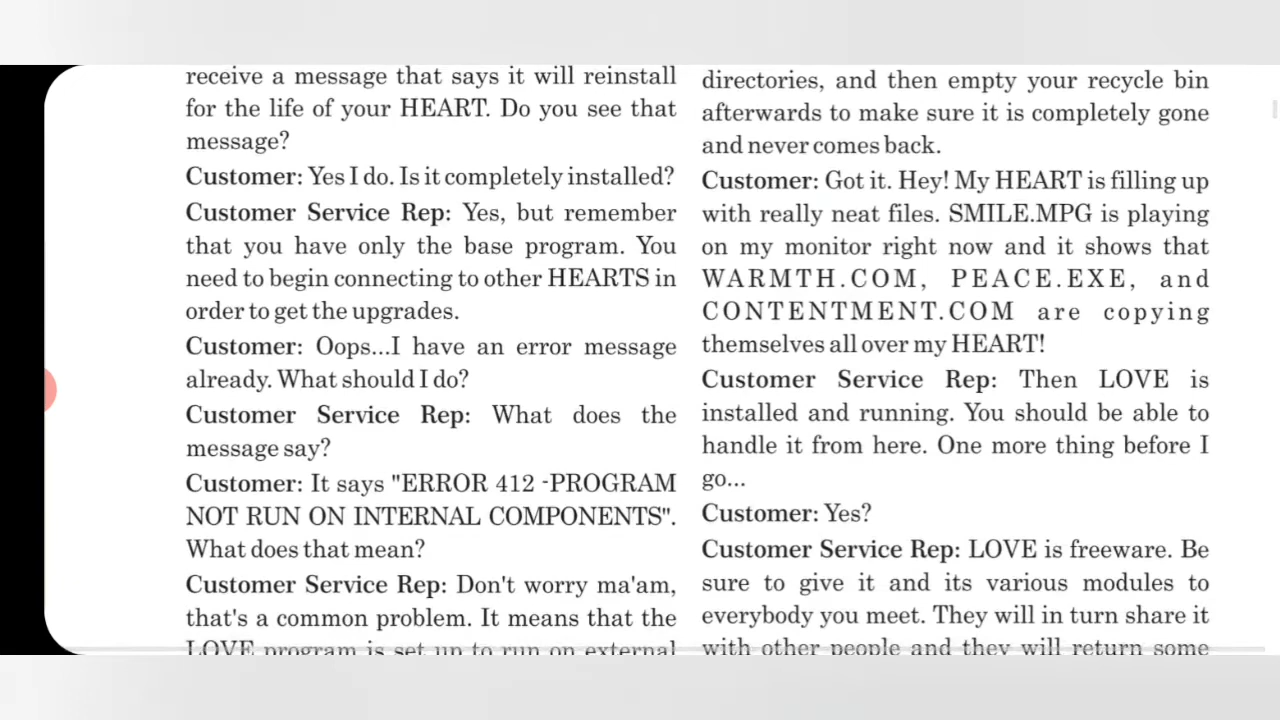 receive a message that says it will reinstall
for the life of your HEART. Do you see that
message?
Customer: Yes I do. Is it completely installed?
Customer Service Rep: Yes, but remember
that you have only the base program. You
need to begin connecting to other HEARTS in
order to get the upgrades.
Customer: Oops...I have an error message
already. What should I do?
Customer Service Rep: What does the
message say?
Customer: It says "ERROR 412 -PROGRAM
NOT RUN ON INTERNAL COMPONENTS".
What does that mean?
Customer Service Rep: Don't worry ma'am,
that's a common problem. It means that the
LOVE program is set up to run on external
directories, and then empty your recycle bin
afterwards to make sure it is completely gone
and never comes back.
Customer: Got it. Hey! My HEART is filling up
with really neat files. SMILE.MPG is playing
on my monitor right now and it shows that
WARMTH.COM, PEACE.EXE, and
CONTENTMENT.COM are copying
themselves all over my HEART!
Customer Service Rep: Then LOVE is
installed and running. You should be able to
handle it from here. One more thing before I
go...
Customer: Yes?
Customer Service Rep: LOVE is freeware. Be
sure to give it and its various modules to
everybody you meet. They will in turn share it
with other people and they will return some